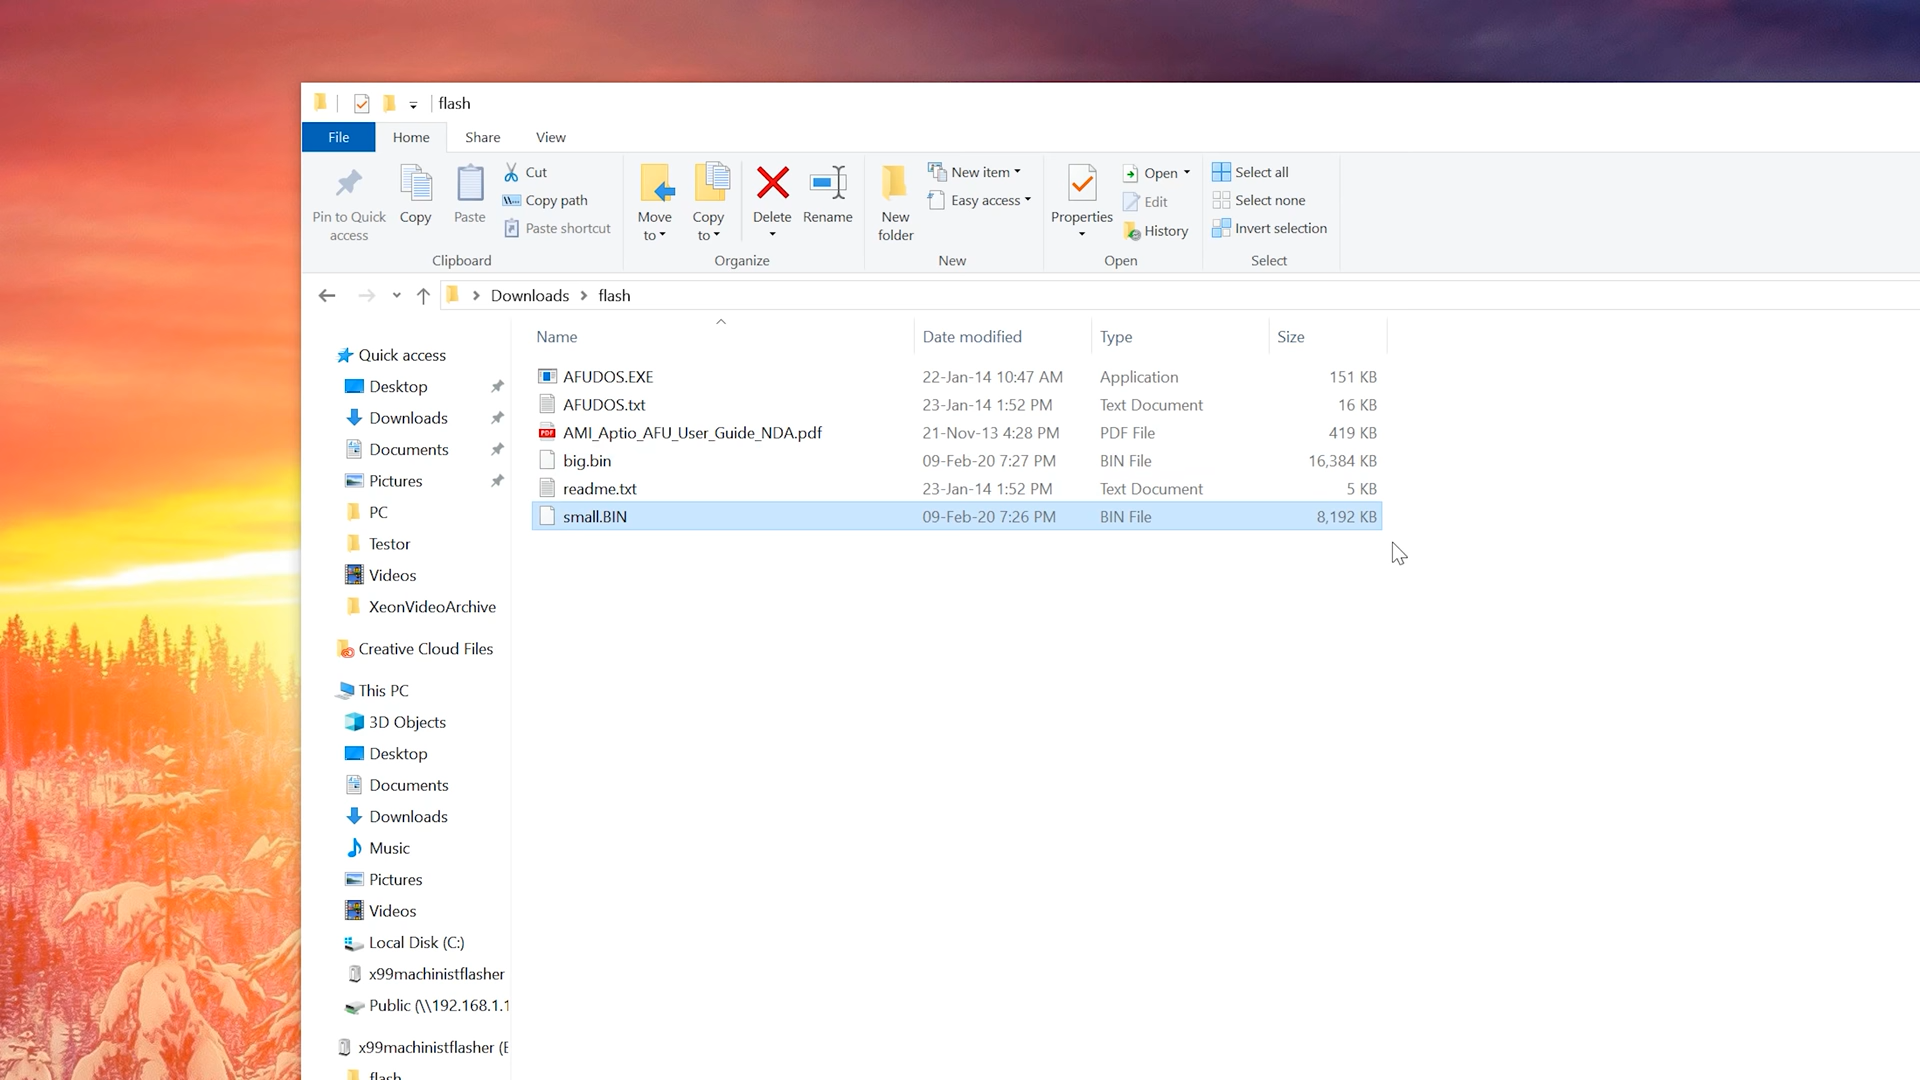 flash
File Home Share View
Pin to Quick access
Copy
Paste
Cut
Copy path
Paste shortcut
Clipboard
Move to
Copy to
Delete
Rename
Organize
New folder
New item
Easy access
New
Properties
Open
Edit
History
Open
Select all
Select none
Invert selection
Select
Downloads flash
Name Date modified Type Size
AFUDOS.EXE 22-Jan-14 10:47 AM Application 151 KB
AFUDOS.txt 23-Jan-14 1:52 PM Text Document 16 KB
PDF AMI_Aptio_AFU_User_Guide_NDA.pdf 21-Nov-13 4:28 PM PDF File 419 KB
big.bin 09-Feb-20 7:27 PM BIN File 16,384 KB
readme.txt 23-Jan-14 1:52 PM Text Document 5 KB
small.BIN 09-Feb-20 7:26 PM BIN File 8,192 KB
Quick access
Desktop
Downloads
Documents
Pictures
PC
Testor
Videos
XeonVideoArchive
Creative Cloud Files
This PC
3D Objects
Desktop
Documents
Downloads
Music
Pictures
Videos
Local Disk (C:)
x99machinistflasher
Public (\\192.168.1.1
x99machinistflasher (E
flash